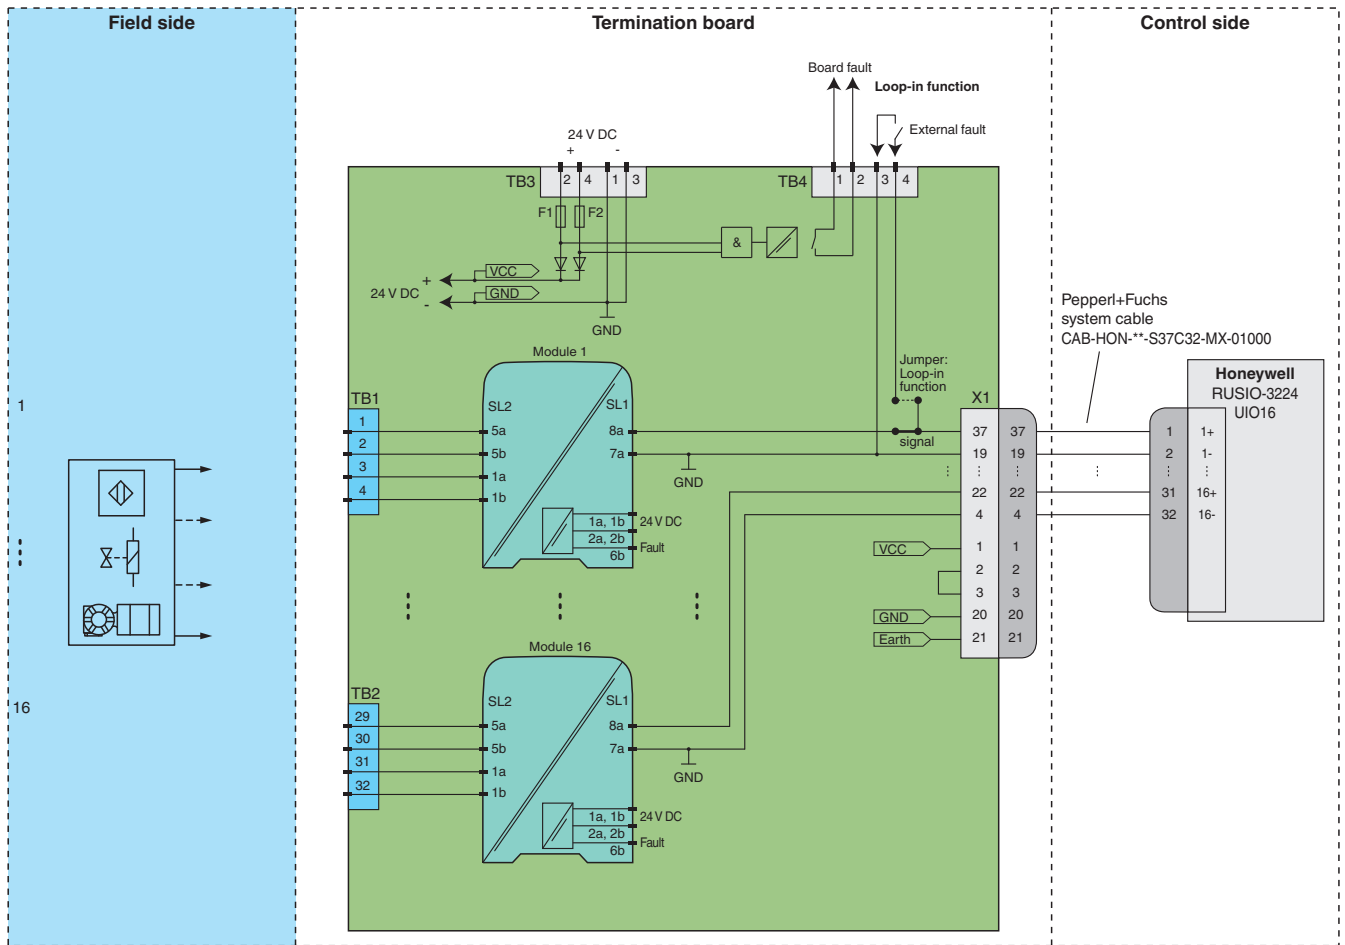 Field side
Termination board
Control side
Board fault
Loop-in function
External fault
24 V DC
+ -
TB3 2 4 1 3
TB4 1 2 3 4
F1 F2
&
+ VCC
24 V DC
- GND
GND
Pepperl+Fuchs
system cable
CAB-HON-**-S37C32-MX-01000
Module 1
Jumper:
Loop-in
function
signal
Honeywell
RUSIO-3224
UIO16
1
TB1
1
2
3
4
SL2 SL1
5a 8a
5b 7a
1a
1b
GND
1a, 1b 24 V DC
2a, 2b
6b Fault
X1
37 37
19 19
22 22
4 4
VCC 1 1
2 2
3 3
GND 20 20
Earth 21 21
1 1+
2 1-
31 16+
32 16-
Module 16
16
TB2
29
30
31
32
SL2 SL1
5a 8a
5b 7a
1a
1b
GND
1a, 1b 24 V DC
2a, 2b
6b Fault